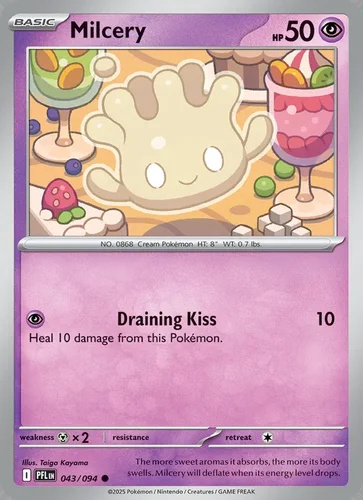 BASIC
Milcery
HP 50
NO. 0868 Cream Pokémon HT: 8" WT: 0.7 lbs.
Draining Kiss 10
Heal 10 damage from this Pokémon.
weakness ×2 resistance retreat
Illus. Taiga Kayama
The more sweet aromas it absorbs, the more its body
swells. Milcery will deflate when its energy level drops.
I PFL EN 043/094
©2025 Pokémon / Nintendo / Creatures / GAME FREAK